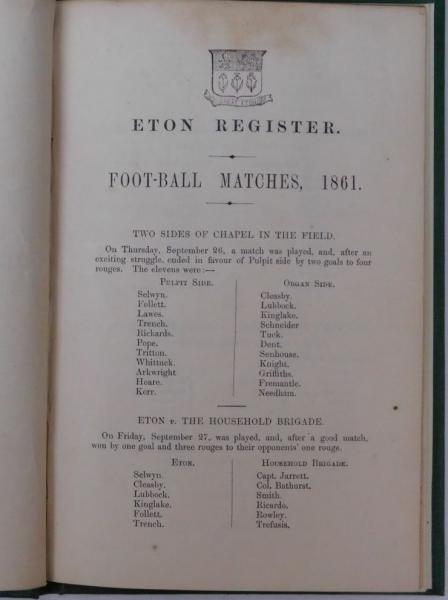 ETON REGISTER.
FOOT-BALL MATCHES, 1861.
TWO SIDES OF CHAPEL IN THE FIELD.
On Thursday, September 26, a match was played, and, after an
exciting struggle, ended in favour of Pulpit side by two goals to four
rouges. The elevens were :—
PULPIT SIDE. ORGAN SIDE.
Selwyn. Cleasby.
Follett. Lubbock.
Lawes. Kinglake.
Trench. Schneider
Rickards. Tuck.
Pope. Dent.
Tritton. Senhouse.
Whittuck. Knight.
Arkwright Griffiths.
Hoare. Fremantle.
Kerr. Needham.
ETON v. THE HOUSEHOLD BRIGADE.
On Friday, September 27, was played, and, after a good match,
won by one goal and three rouges to their opponents' one rouge.
ETON. HOUSEHOLD BRIGADE.
Selwyn. Capt. Jarrett.
Cleasby. Col. Bathurst.
Lubbock. Smith.
Kinglake. Ricardo.
Follett. Rowley.
Trench. Trefusis.